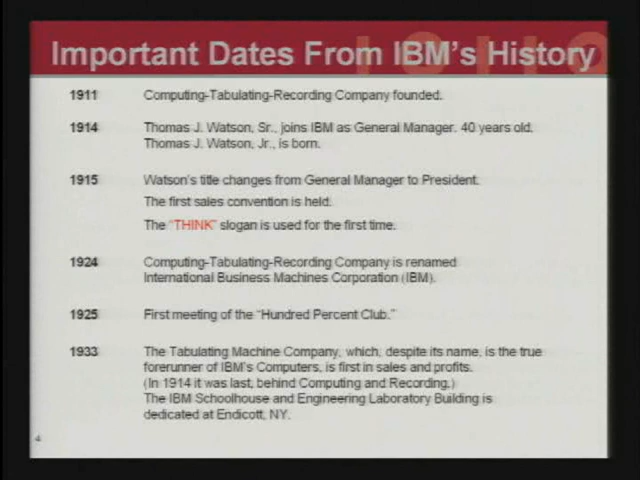 Important Dates From IBM's History
1911 Computing-Tabulating-Recording Company founded.
1914 Thomas J. Watson, Sr., joins IBM as General Manager. 40 years old.
Thomas J. Watson, Jr., is born.
1915 Watson's title changes from General Manager to President.
The first sales convention is held.
The "THINK" slogan is used for the first time.
1924 Computing-Tabulating-Recording Company is renamed
International Business Machines Corporation (IBM).
1925 First meeting of the "Hundred Percent Club."
1933 The Tabulating Machine Company, which, despite its name, is the true
forerunner of IBM's Computers, is first in sales and profits.
(In 1914 it was last, behind Computing and Recording.)
The IBM Schoolhouse and Engineering Laboratory Building is
dedicated at Endicott, NY.
4